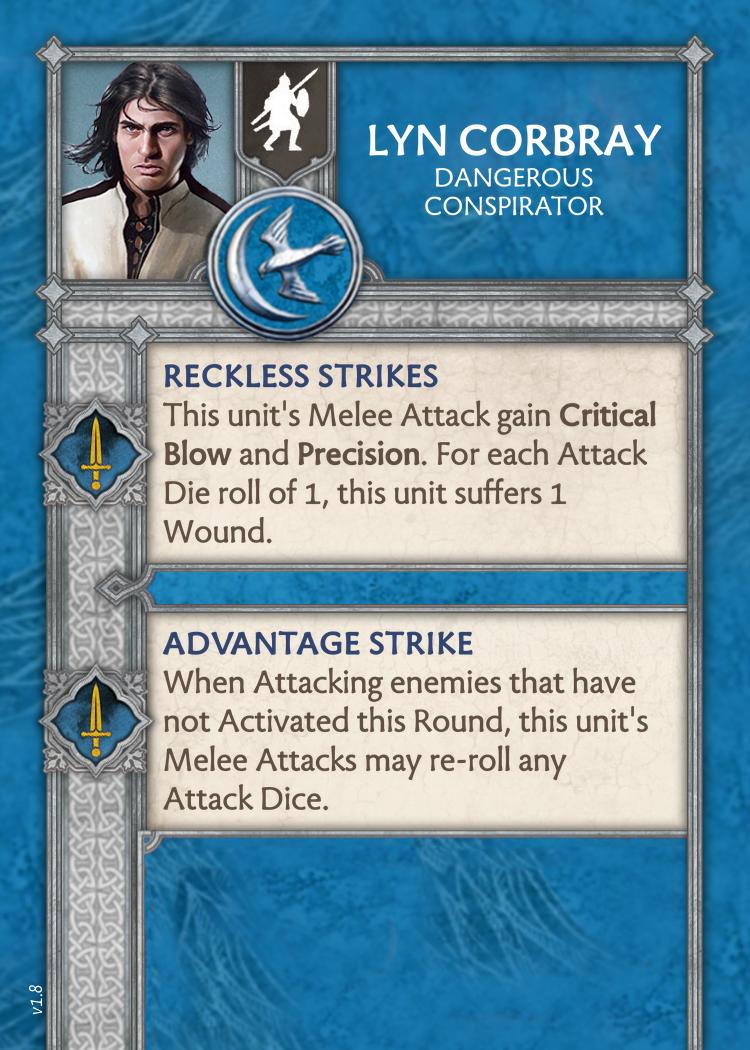 LYN CORBRAY
DANGEROUS
CONSPIRATOR
RECKLESS STRIKES
This unit's Melee Attack gain Critical
Blow and Precision. For each Attack
Die roll of 1, this unit suffers 1
Wound.
ADVANTAGE STRIKE
When Attacking enemies that have
not Activated this Round, this unit's
Melee Attacks may re-roll any
Attack Dice.
v1.8